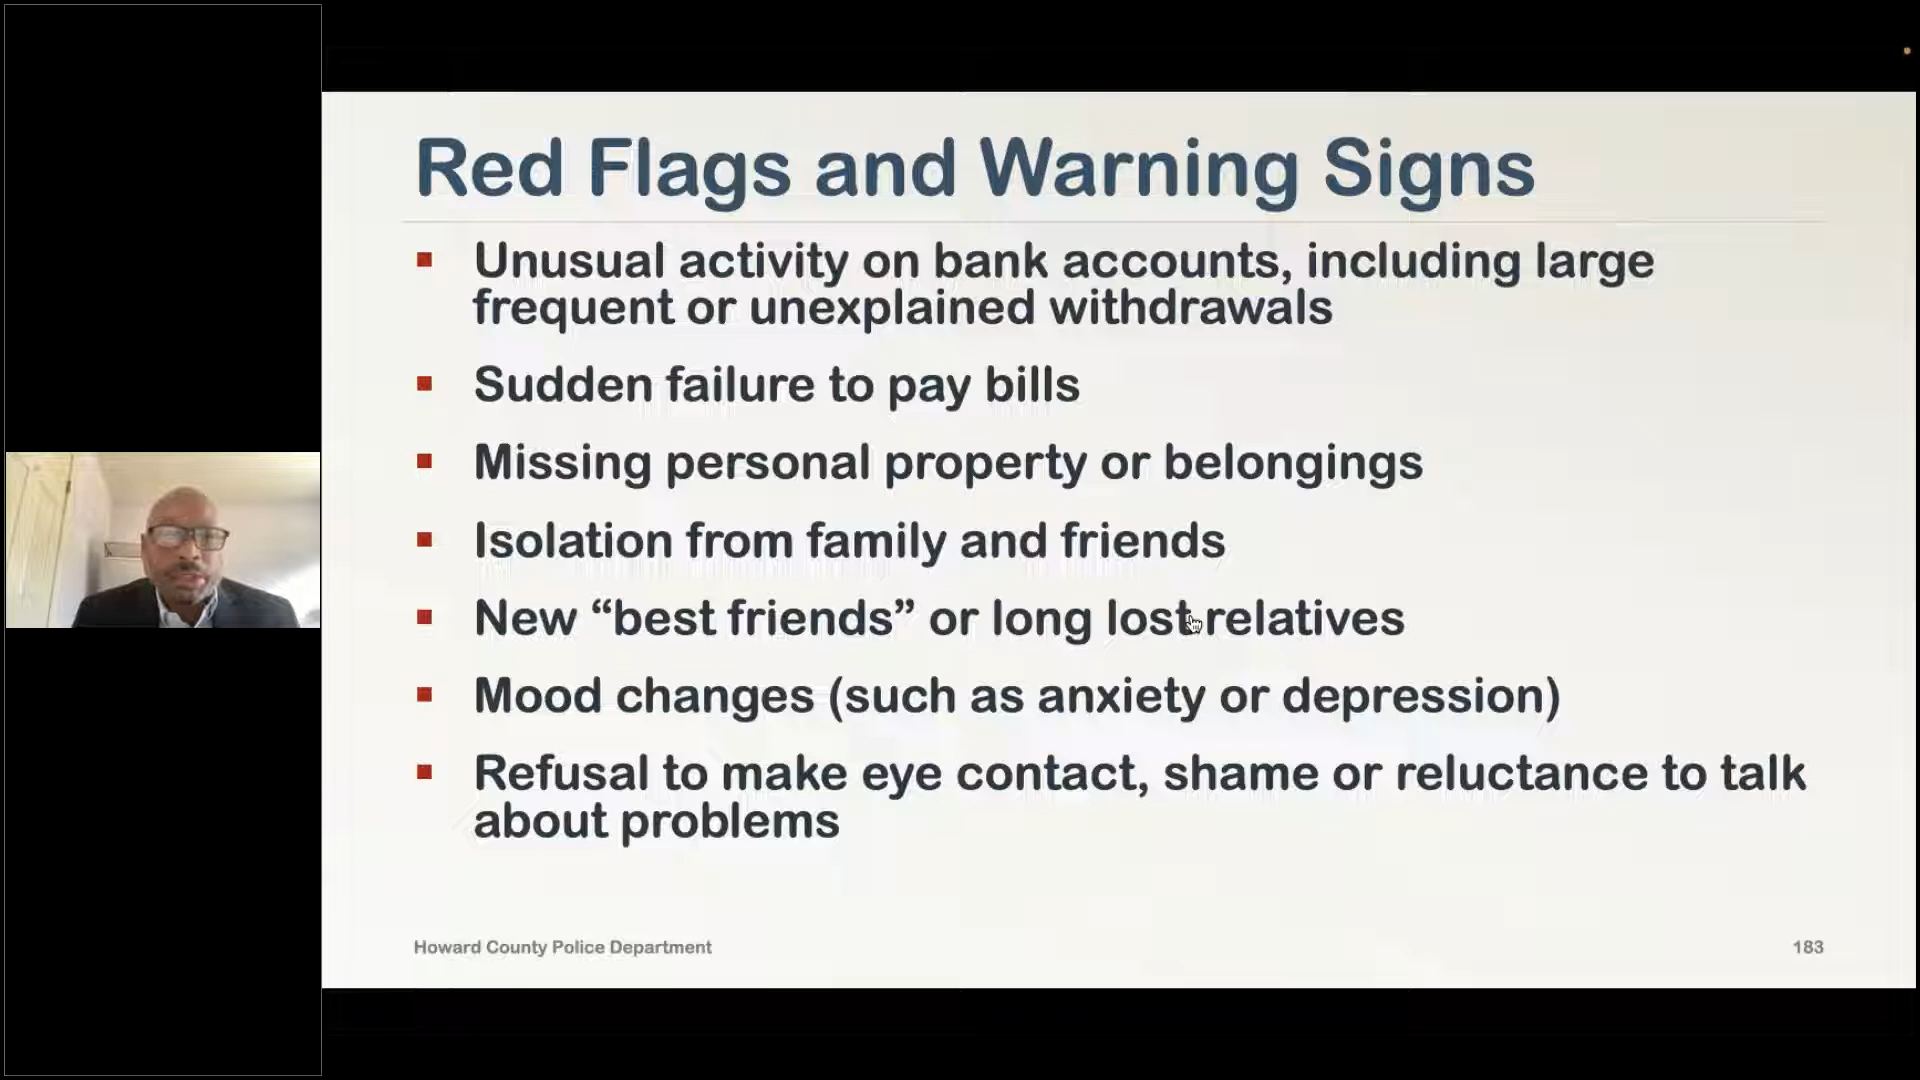 Red Flags and Warning Signs
Unusual activity on bank accounts, including large
frequent or unexplained withdrawals
Sudden failure to pay bills
Missing personal property or belongings
Isolation from family and friends
New “best friends” or long lost relatives
Mood changes (such as anxiety or depression)
Refusal to make eye contact, shame or reluctance to talk
about problems
Howard County Police Department
183